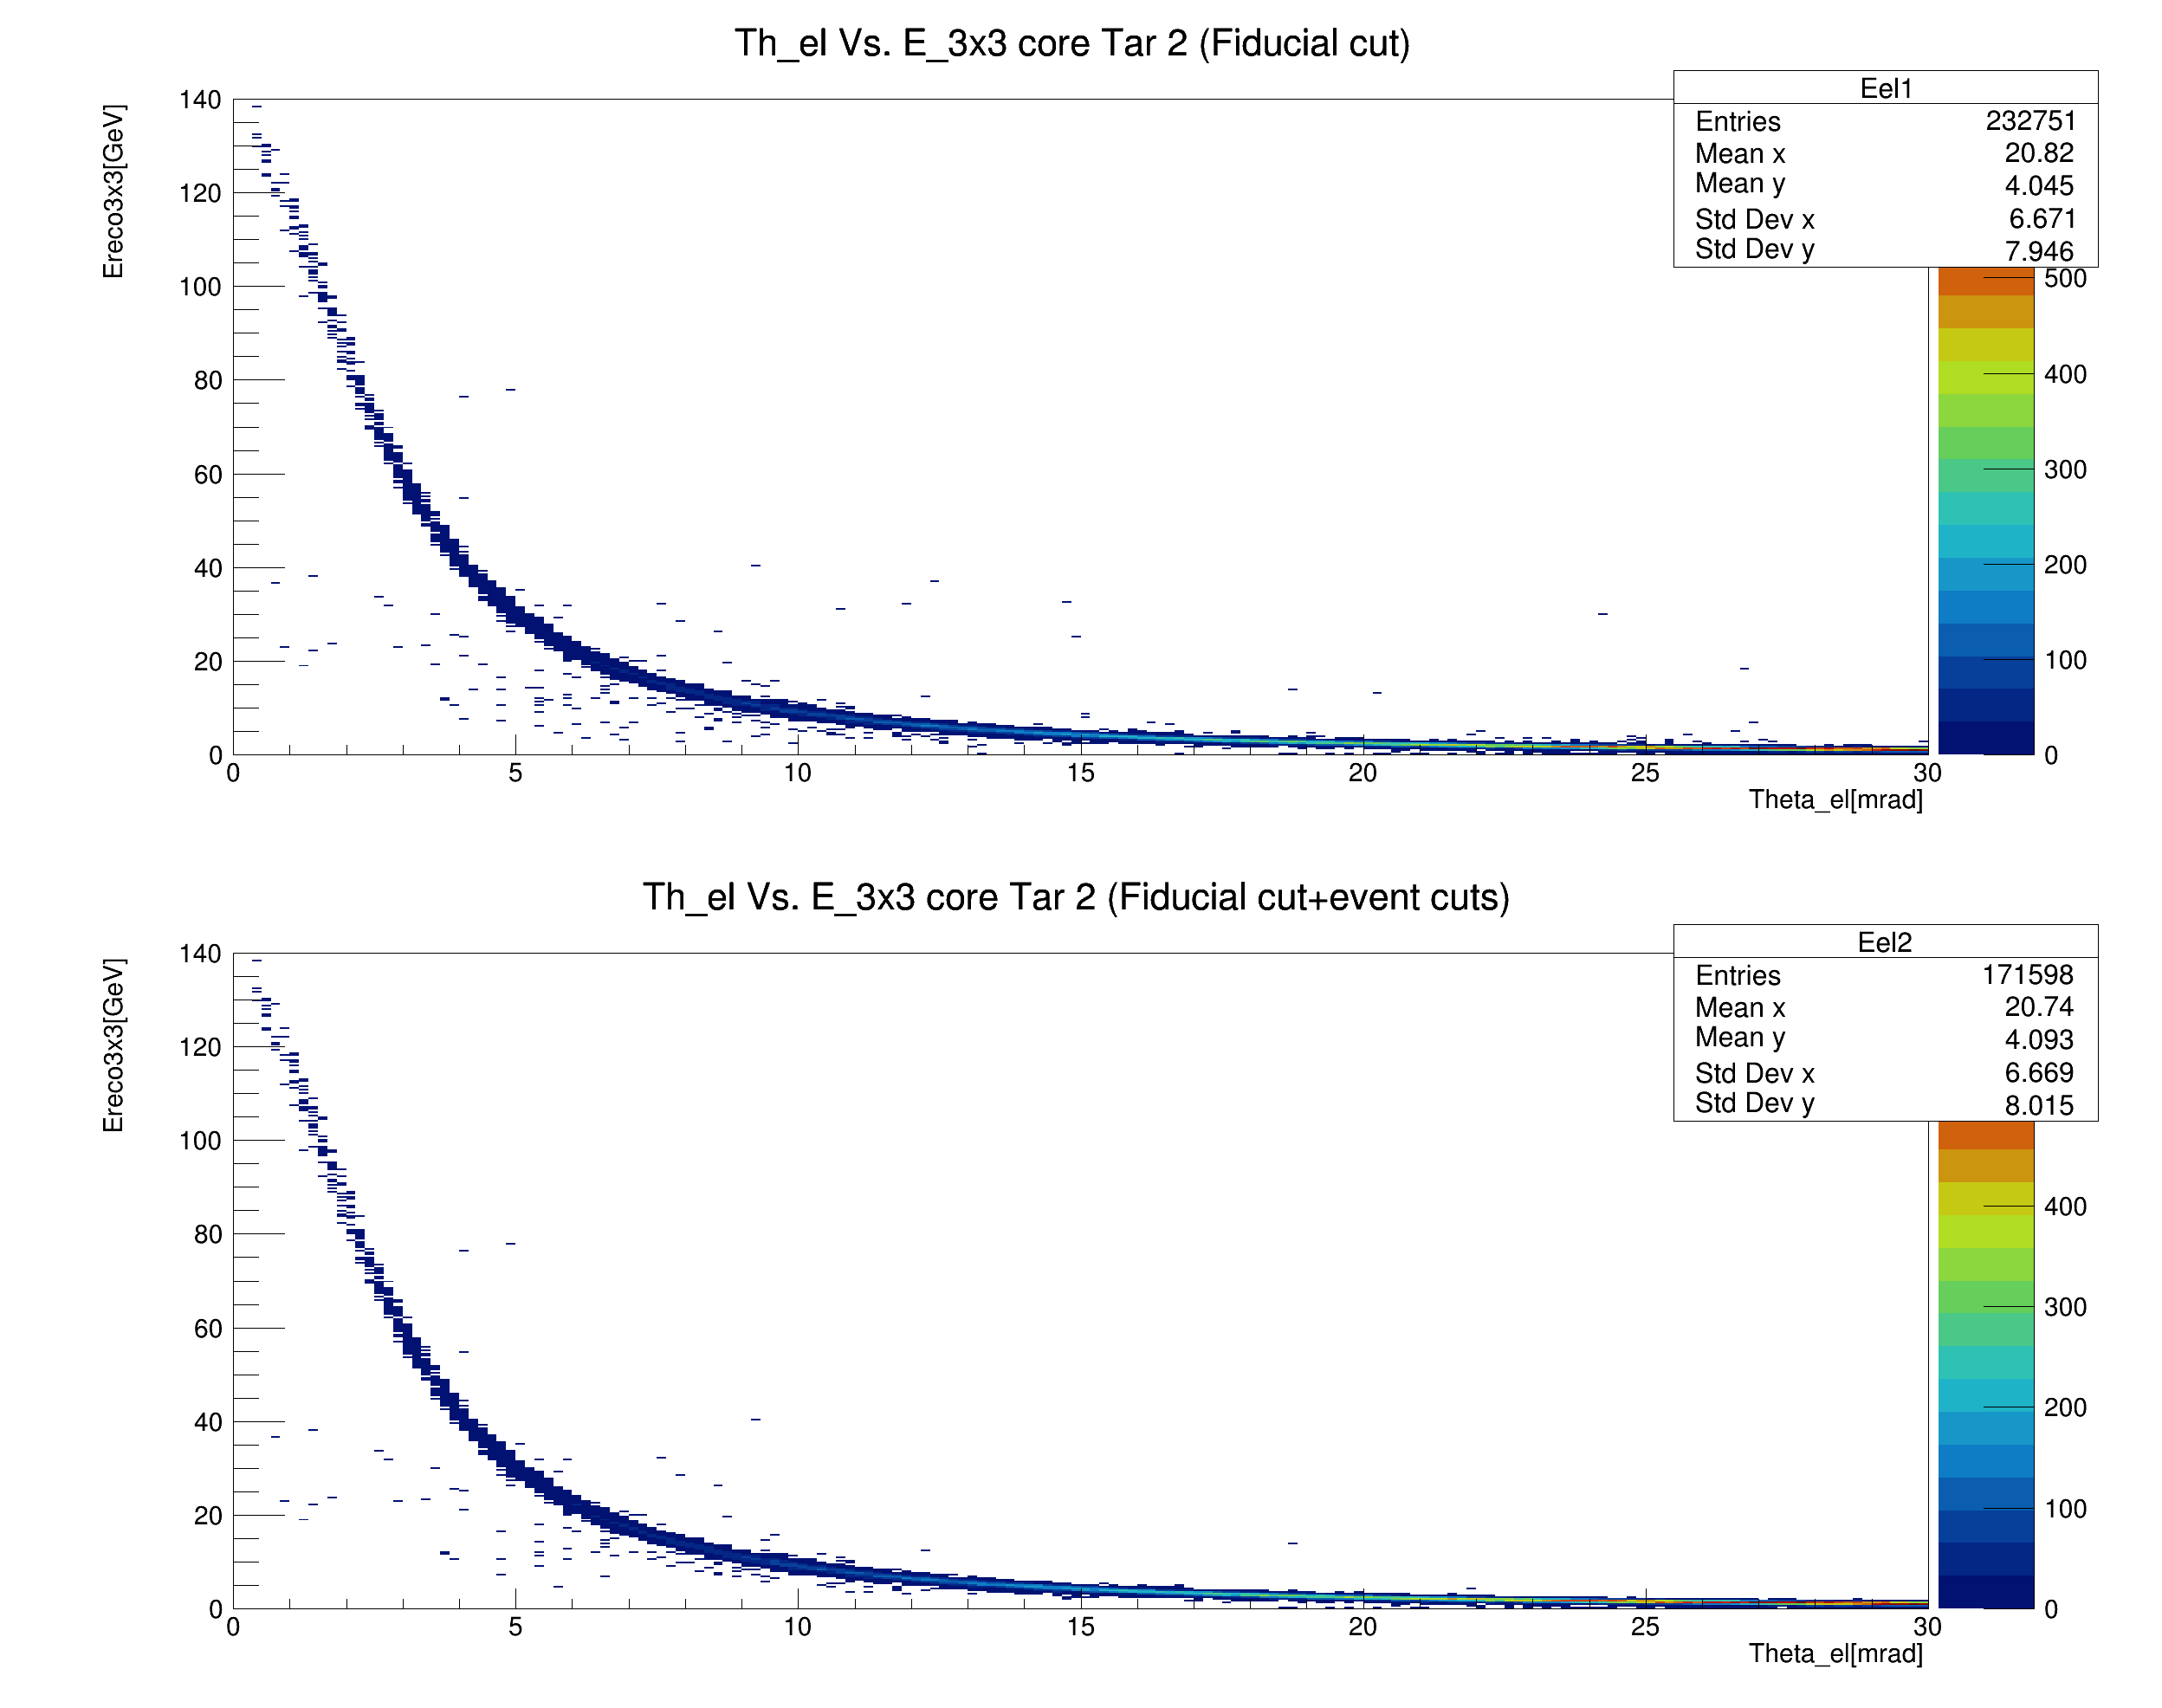 Th_el Vs. E_3x3 core Tar 2 (Fiducial cut)
Ereco3x3[GeV]
140
120
100
80
60
40
20
0
0 5 10 15 20 25 30
Theta_el[mrad]
Eel1
Entries 232751
Mean x 20.82
Mean y 4.045
Std Dev x 6.671
Std Dev y 7.946
500
400
300
200
100
0
Th_el Vs. E_3x3 core Tar 2 (Fiducial cut+event cuts)
Ereco3x3[GeV]
140
120
100
80
60
40
20
0
0 5 10 15 20 25 30
Theta_el[mrad]
Eel2
Entries 171598
Mean x 20.74
Mean y 4.093
Std Dev x 6.669
Std Dev y 8.015
400
300
200
100
0